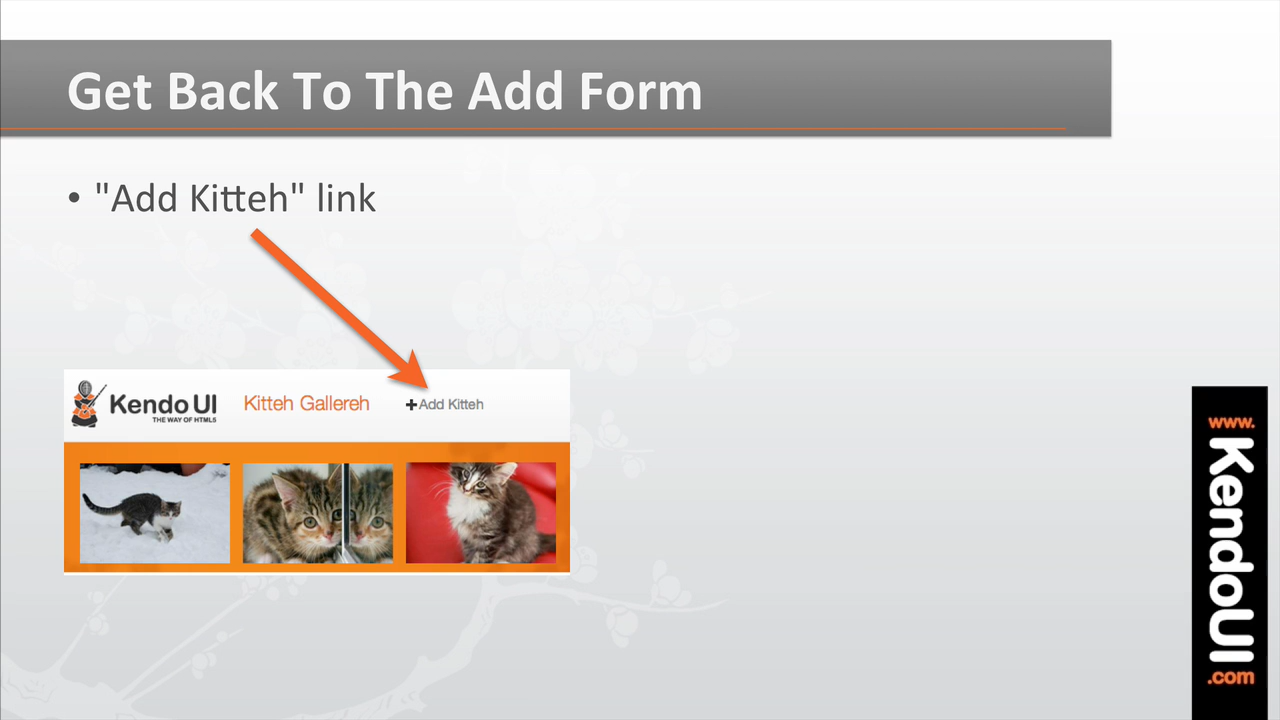 Get Back To The Add Form
• "Add Kitteh" link
Kendo UI
THE WAY OF HTML5
Kitteh Gallereh
+Add Kitteh
www.
KendoUI
.com